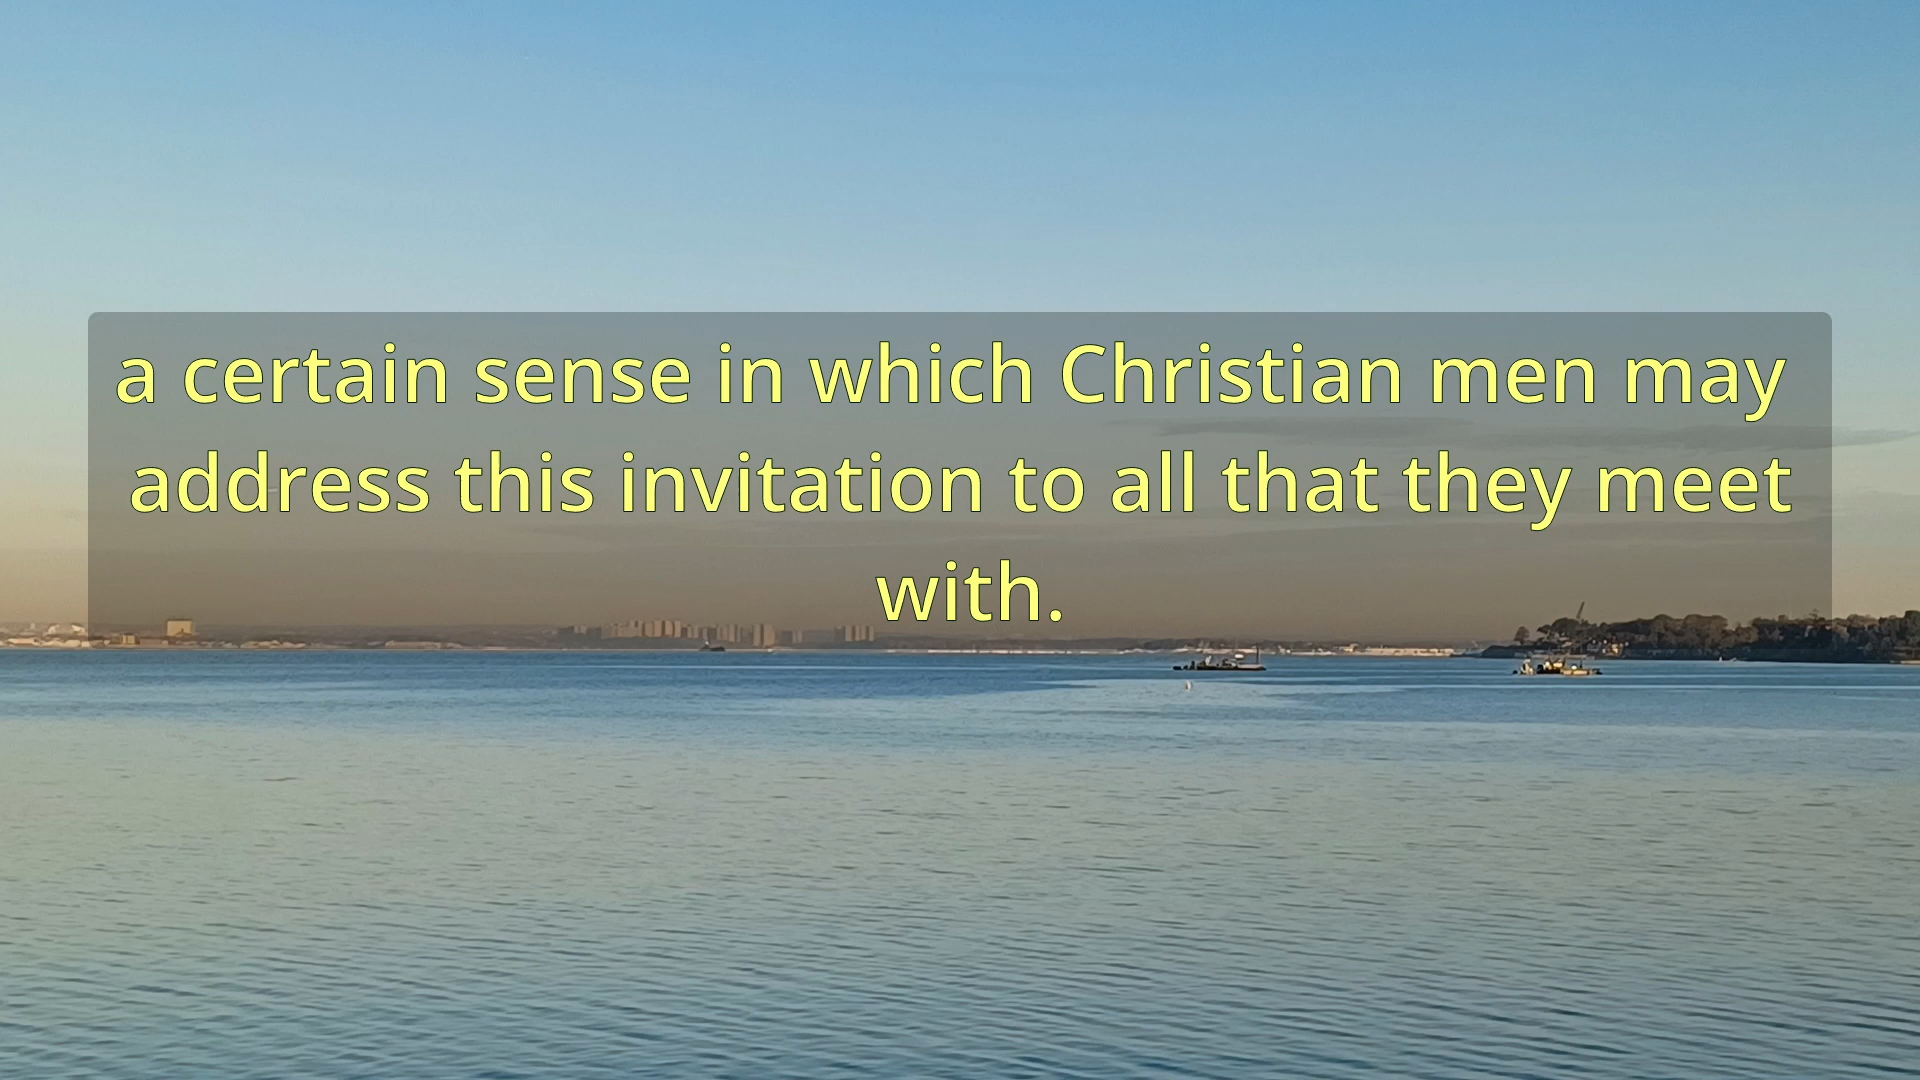 a certain sense in which Christian men may
address this invitation to all that they meet
with.